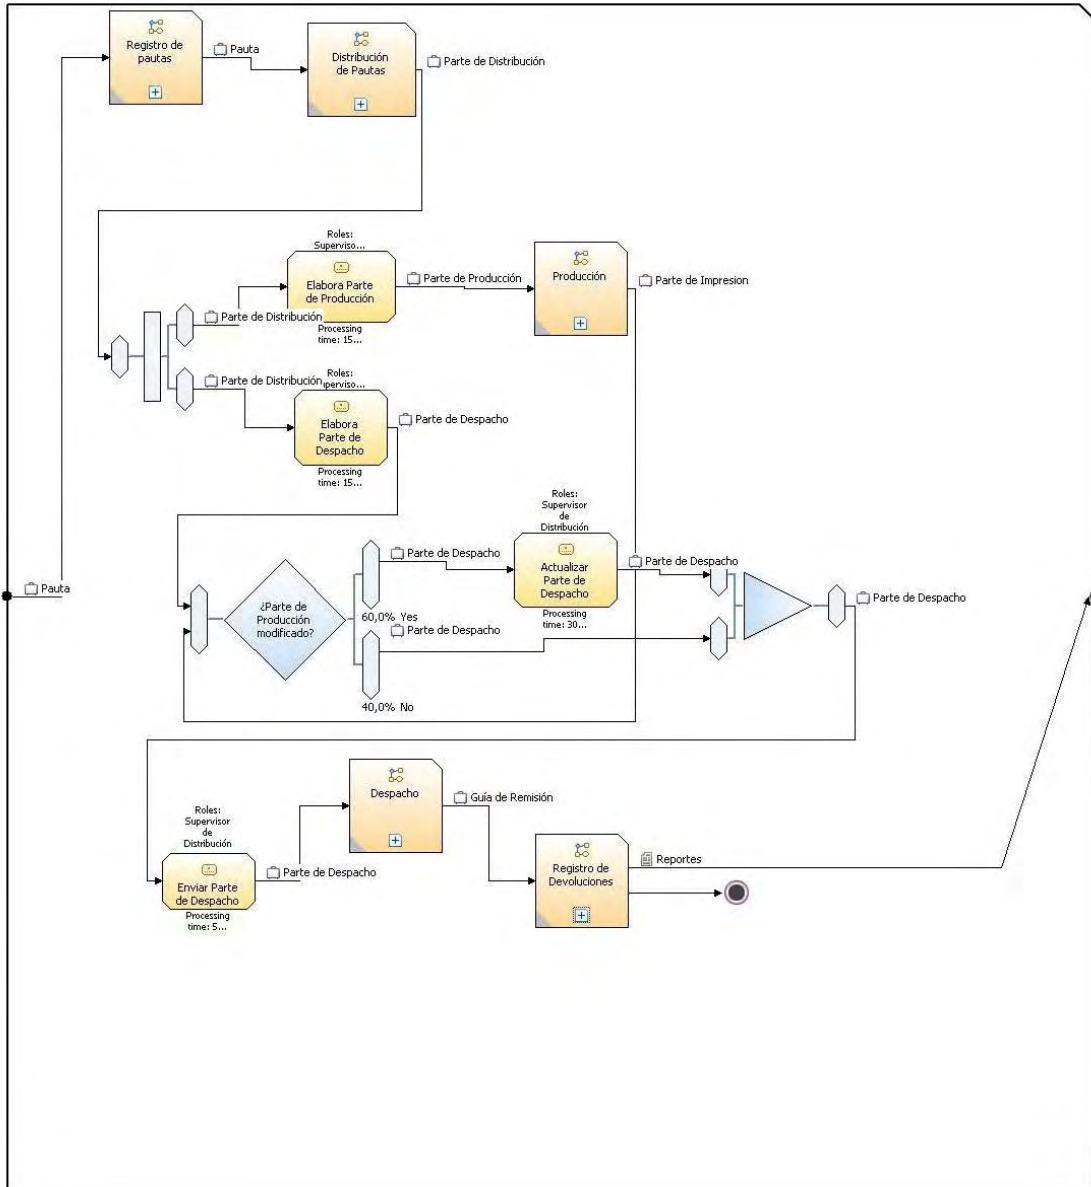 Registro de
pautas
Pauta
Distribución
de Pautas
Parte de Distribución
Roles:
Superviso...
Elabora Parte
de Producción
Processing
time: 15...
Parte de Distribución
Parte de Producción
Producción
Parte de Impresion
Parte de Distribución
Roles:
perviso...
Elabora
Parte de
Despacho
Processing
time: 15...
Parte de Despacho
Pauta
¿Parte de
Producción
modificado?
Parte de Despacho
60,0% Yes
Parte de Despacho
40,0% No
Roles:
Supervisor
de
Distribución
Actualizar
Parte de
Despacho
Processing
time: 30...
Parte de Despacho
Parte de Despacho
Roles:
Supervisor
de
Distribución
Enviar Parte
de Despacho
Processing
time: 5...
Parte de Despacho
Despacho
Guía de Remisión
Registro de
Devoluciones
Reportes